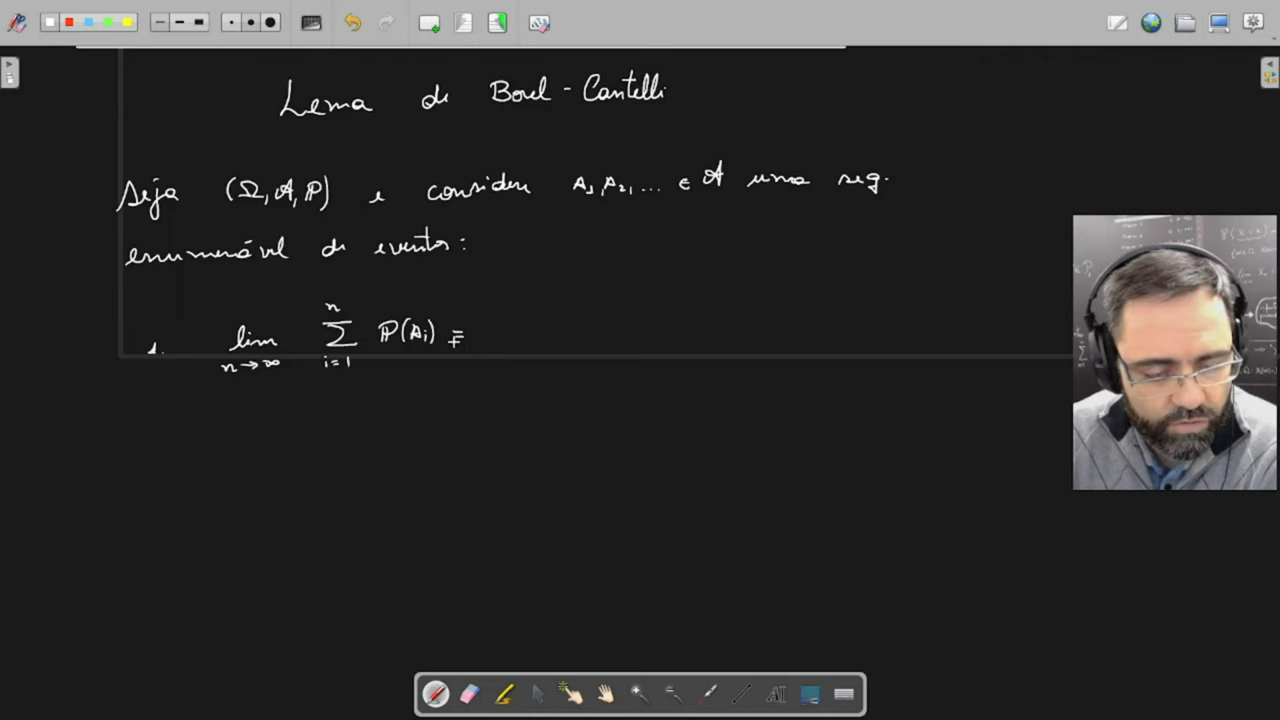 Lema de Borel-Cantelli
Seja (Ω, 𝒜, ℙ) e considere A₁, A₂, ... ∈ 𝒜 uma seq.
enumerável de eventos:
lim n→∞ ∑ i=1 n ℙ(Ai) =